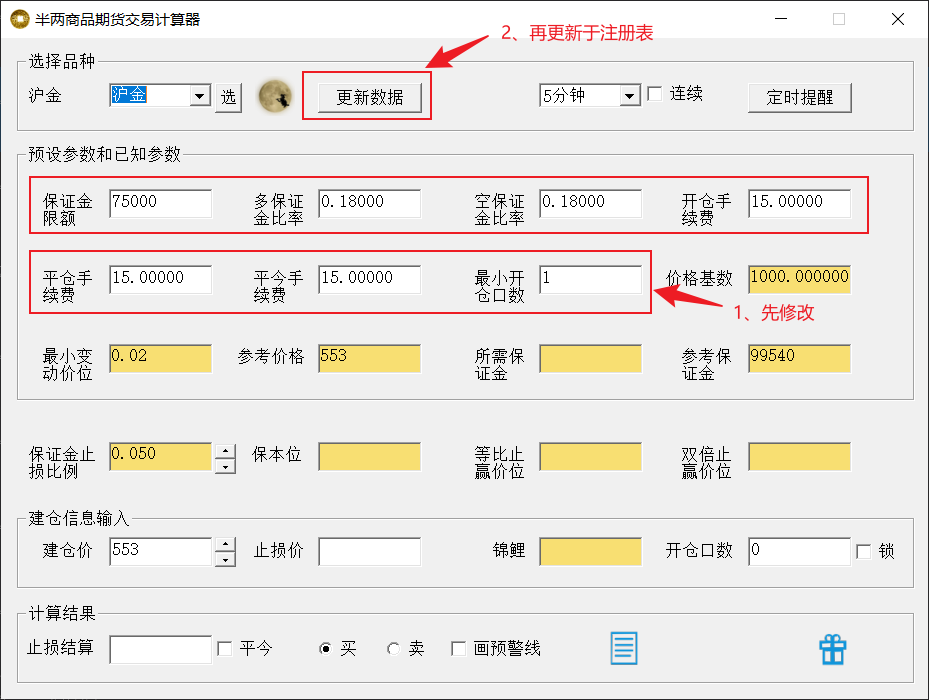 半两商品期货交易计算器
2、再更新于注册表
选择品种
沪金 沪金 选 更新数据 5分钟 连续 定时提醒
预设参数和已知参数
保证金限额 75000 多保证金比率 0.18000 空保证金比率 0.18000 开仓手续费 15.00000
平仓手续费 15.00000 平今手续费 15.00000 最小开仓口数 1 价格基数 1000.000000
1、先修改
最小变动价位 0.02 参考价格 553 所需保证金 参考保证金 99540
保证金止损比例 0.050 保本位 等比止赢价位 双倍止赢价位
建仓信息输入
建仓价 553 止损价 锦鲤 开仓口数 0 锁
计算结果
止损结算 平今 买 卖 画预警线